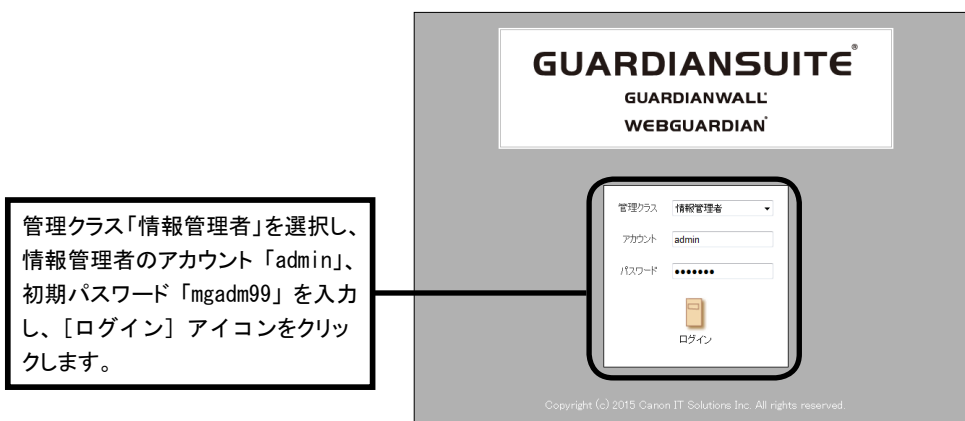 GUARDIANSUITE®
GUARDIANWALL
WEBGUARDIAN
管理クラス「情報管理者」を選択し、
情報管理者のアカウント「admin」、
初期パスワード「mgadm99」を入力
し、[ログイン] アイコンをクリッ
クします。
管理クラス 情報管理者
アカウント admin
パスワード ●●●●●●●
ログイン
Copyright (c) 2015 Canon IT Solutions Inc. All rights reserved.